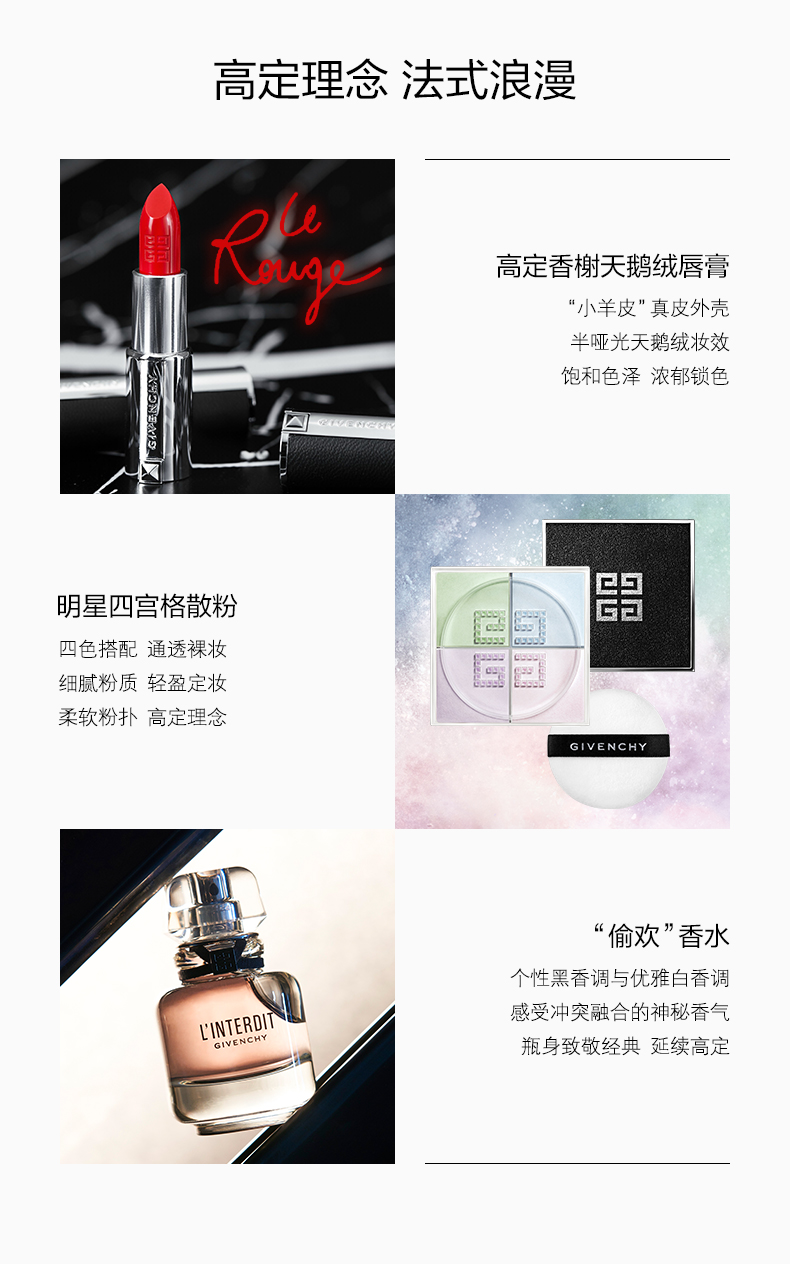 高定理念 法式浪漫
le
Rouge
GIVENCHY
高定香榭天鹅绒唇膏
“小羊皮”真皮外壳
半哑光天鹅绒妆效
饱和色泽 浓郁锁色
明星四宫格散粉
四色搭配 通透裸妆
细腻粉质 轻盈定妆
柔软粉扑 高定理念
GIVENCHY
L'INTERDIT
GIVENCHY
“偷欢”香水
个性黑香调与优雅白香调
感受冲突融合的神秘香气
瓶身致敬经典 延续高定